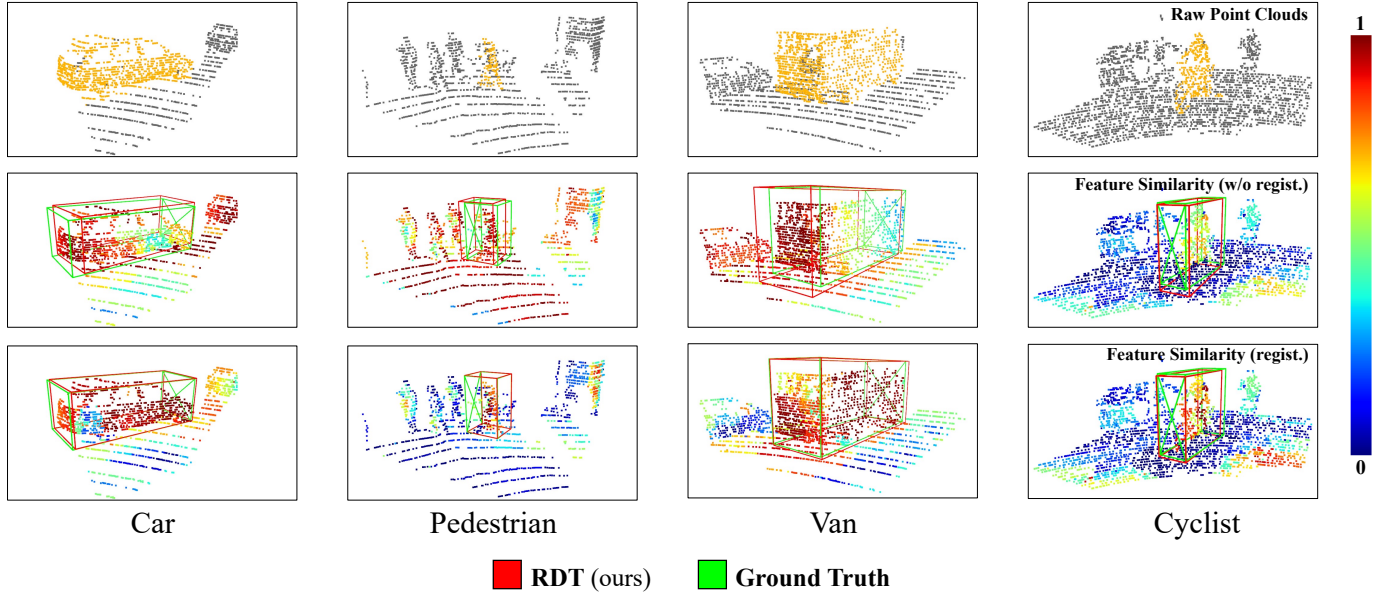 Raw Point Clouds
1
Feature Similarity (w/o regist.)
Feature Similarity (regist.)
0
Car
Pedestrian
Van
Cyclist
RDT (ours)
Ground Truth